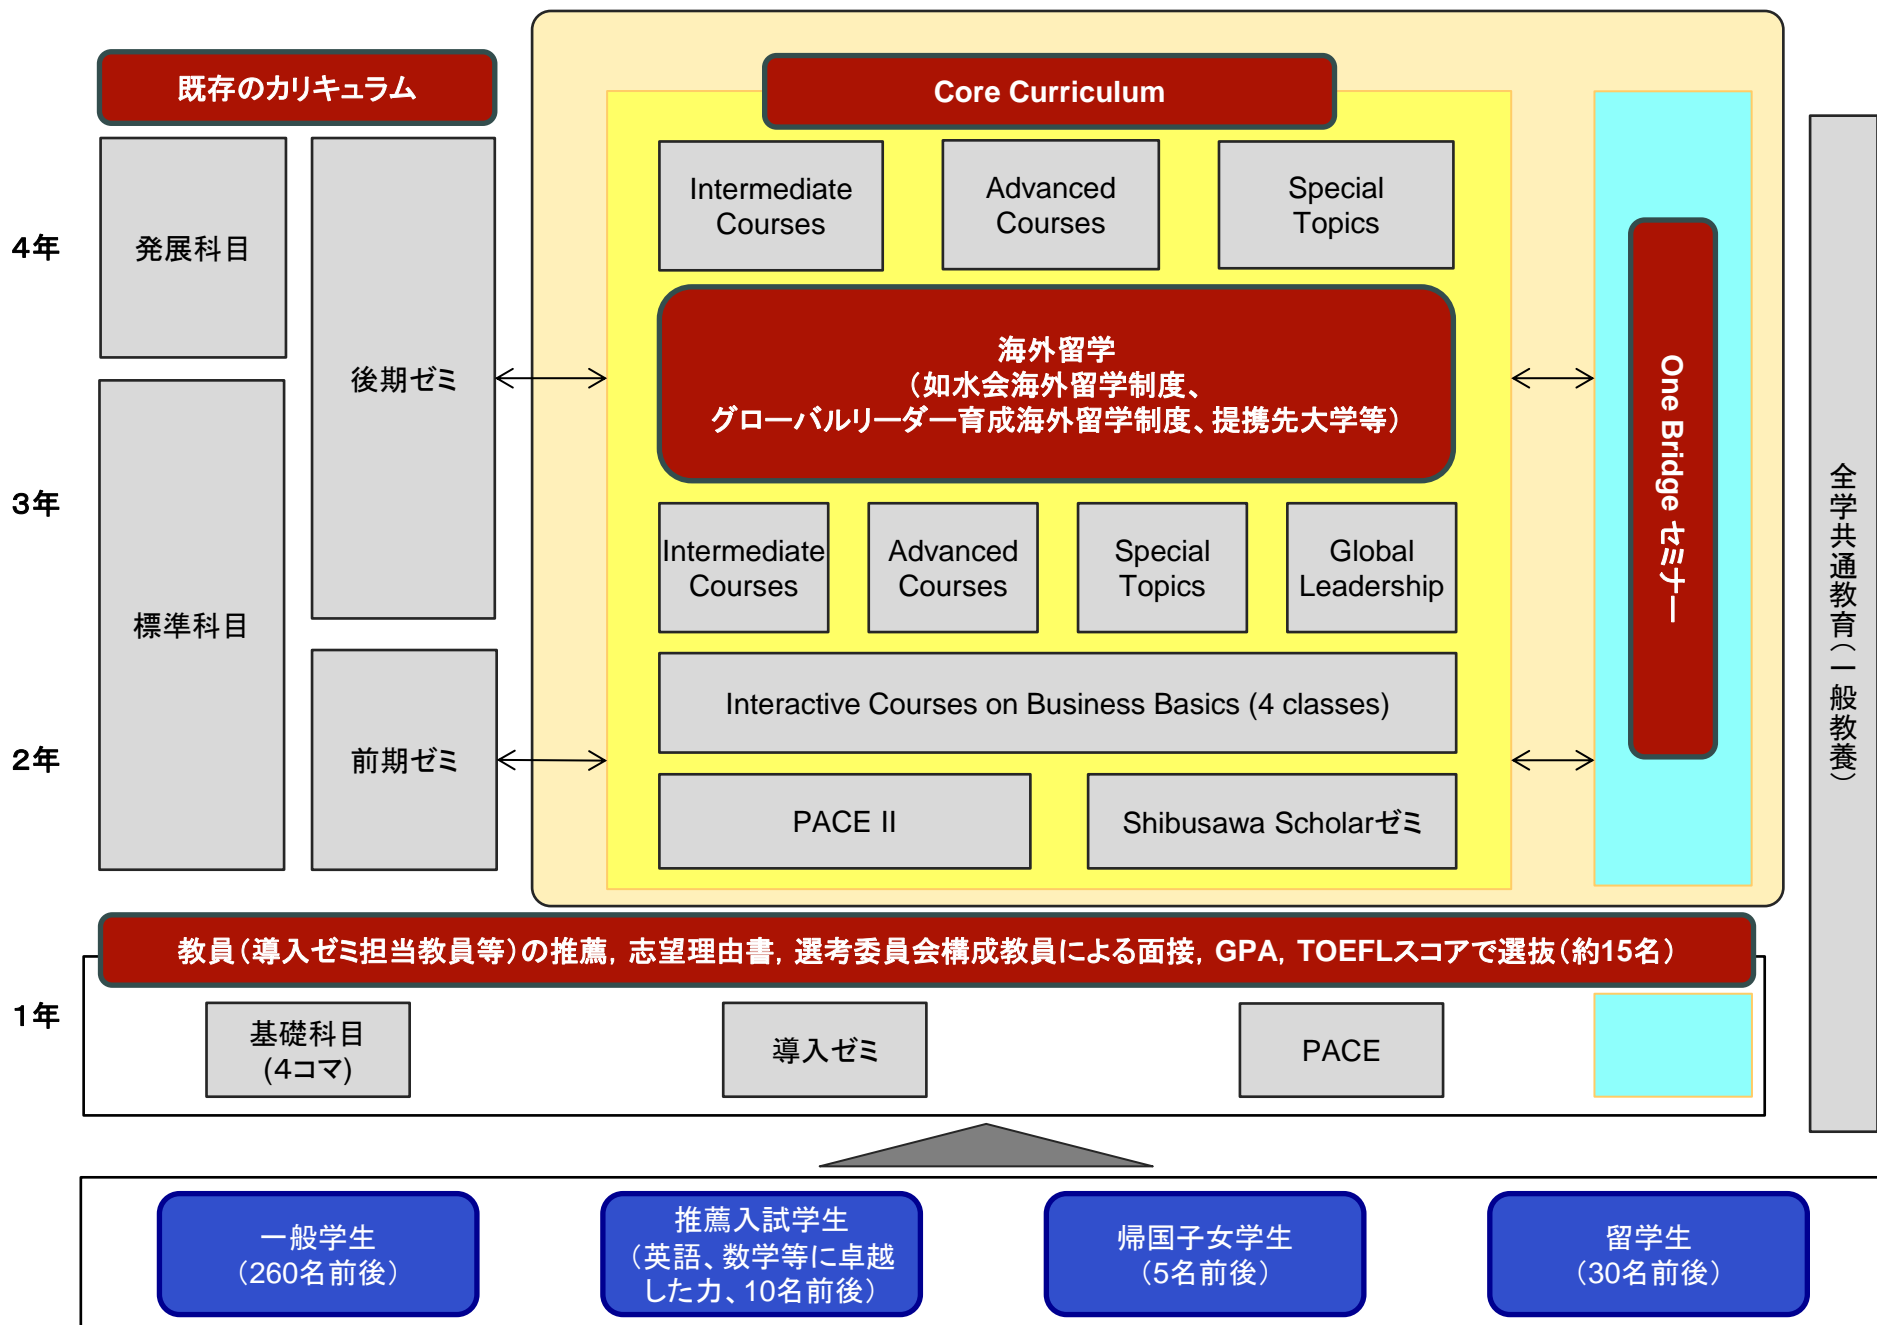 既存のカリキュラム
Core Curriculum
4年
発展科目
後期ゼミ
Intermediate
Courses
Advanced
Courses
Special
Topics
海外留学
（如水会海外留学制度、
グローバルリーダー育成海外留学制度、提携先大学等）
One Bridge セミナー
全学共通教育（一般教養）
3年
標準科目
Intermediate
Courses
Advanced
Courses
Special
Topics
Global
Leadership
Interactive Courses on Business Basics (4 classes)
2年
前期ゼミ
PACE II
Shibusawa Scholarゼミ
教員（導入ゼミ担当教員等）の推薦，志望理由書，選考委員会構成教員による面接，GPA，TOEFLスコアで選抜（約15名）
1年
基礎科目
(4コマ)
導入ゼミ
PACE
一般学生
（260名前後）
推薦入試学生
（英語、数学等に卓越
した力、10名前後）
帰国子女学生
（5名前後）
留学生
（30名前後）